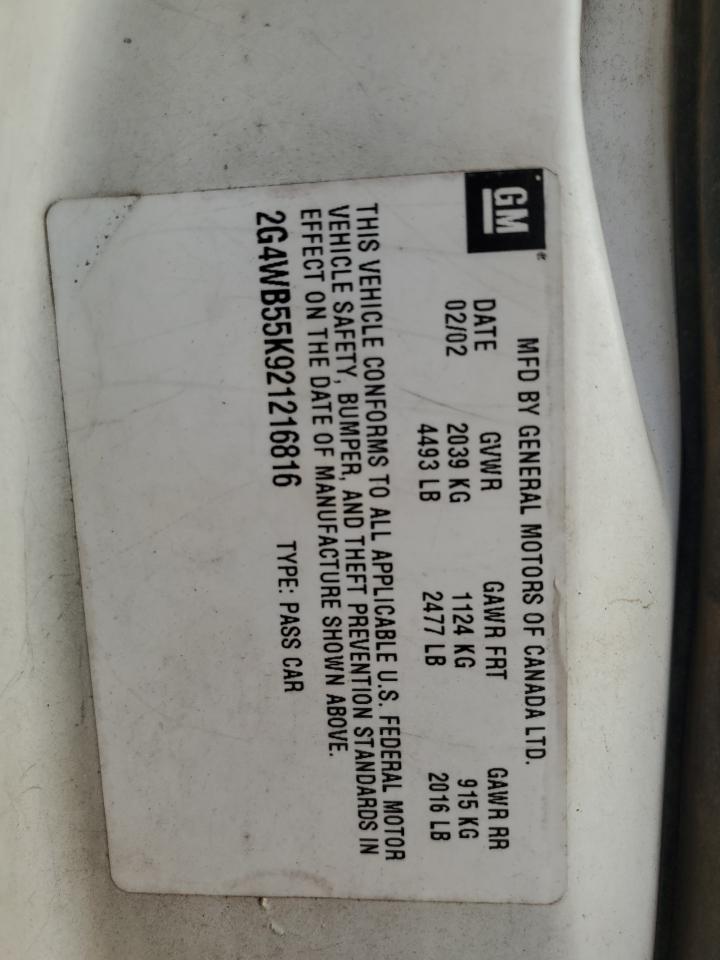 GM
MFD BY GENERAL MOTORS OF CANADA LTD.
DATE GVWR GAWR FRT GAWR RR
02/02 2039 KG 1124 KG 915 KG
4493 LB 2477 LB 2016 LB
THIS VEHICLE CONFORMS TO ALL APPLICABLE U.S. FEDERAL MOTOR
VEHICLE SAFETY, BUMPER, AND THEFT PREVENTION STANDARDS IN
EFFECT ON THE DATE OF MANUFACTURE SHOWN ABOVE.
2G4WB55K921216816 TYPE: PASS CAR